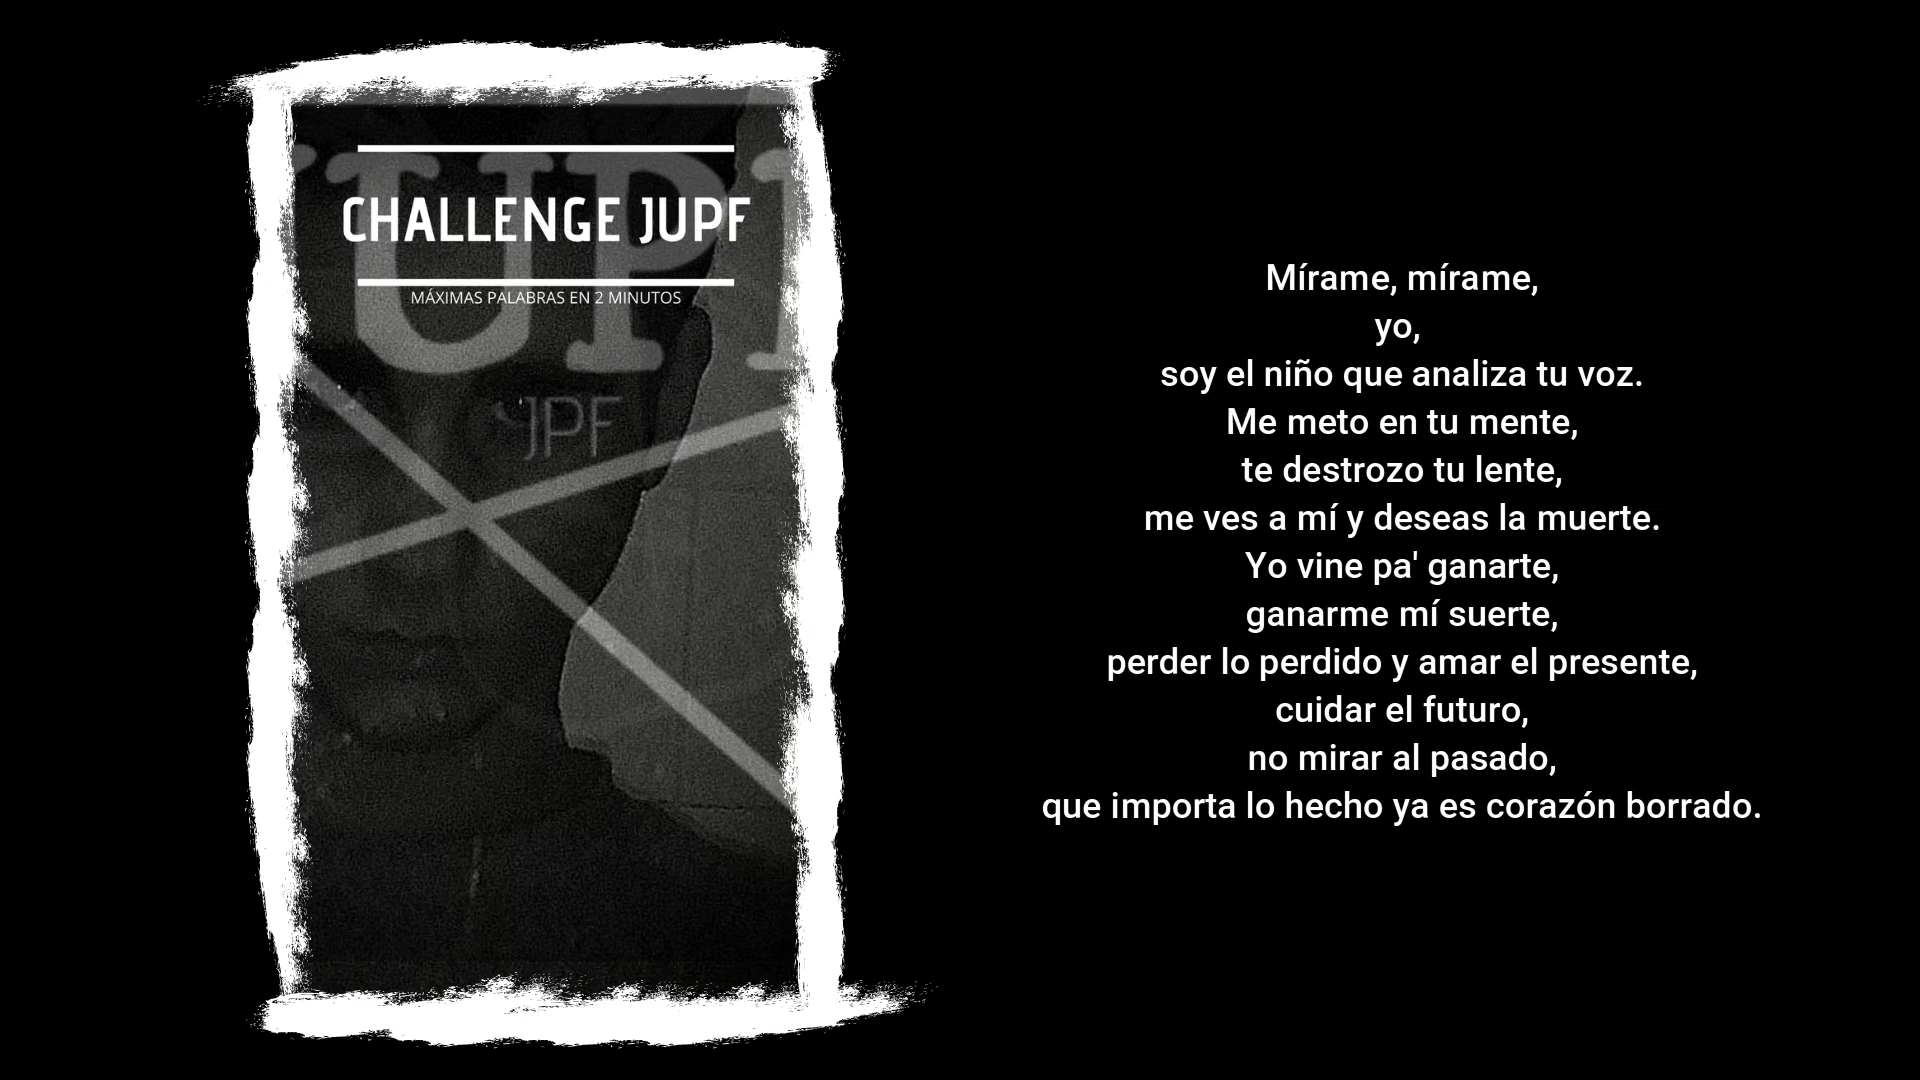 CHALLENGE JUPF
MÁXIMAS PALABRAS EN 2 MINUTOS
JPF
Mírame, mírame,
yo,
soy el niño que analiza tu voz.
Me meto en tu mente,
te destrozo tu lente,
me ves a mí y deseas la muerte.
Yo vine pa' ganarte,
ganarme mí suerte,
perder lo perdido y amar el presente,
cuidar el futuro,
no mirar al pasado,
que importa lo hecho ya es corazón borrado.